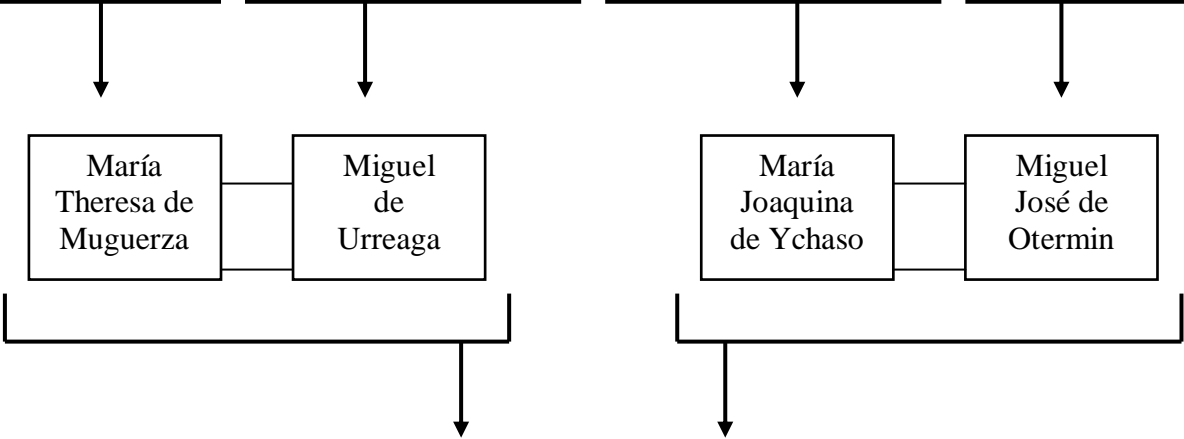 María
Theresa de
Muguerza
Miguel
de
Urreaga
María
Joaquina
de Ychaso
Miguel
José de
Otermin